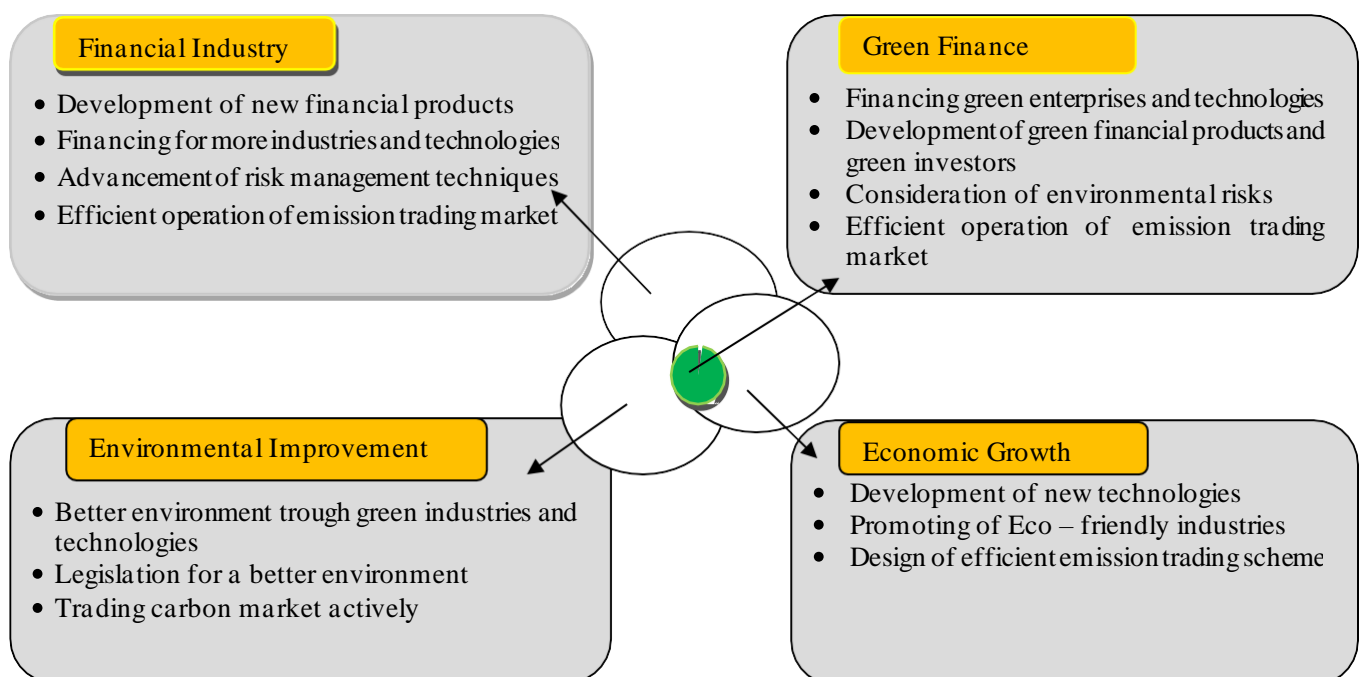 Financial Industry
• Development of new financial products
• Financing for more industries and technologies
• Advancement of risk management techniques
• Efficient operation of emission trading market
Green Finance
• Financing green enterprises and technologies
• Development of green financial products and
green investors
• Consideration of environmental risks
• Efficient operation of emission trading
market
Environmental Improvement
• Better environment trough green industries and
technologies
• Legislation for a better environment
• Trading carbon market actively
Economic Growth
• Development of new technologies
• Promoting of Eco – friendly industries
• Design of efficient emission trading scheme